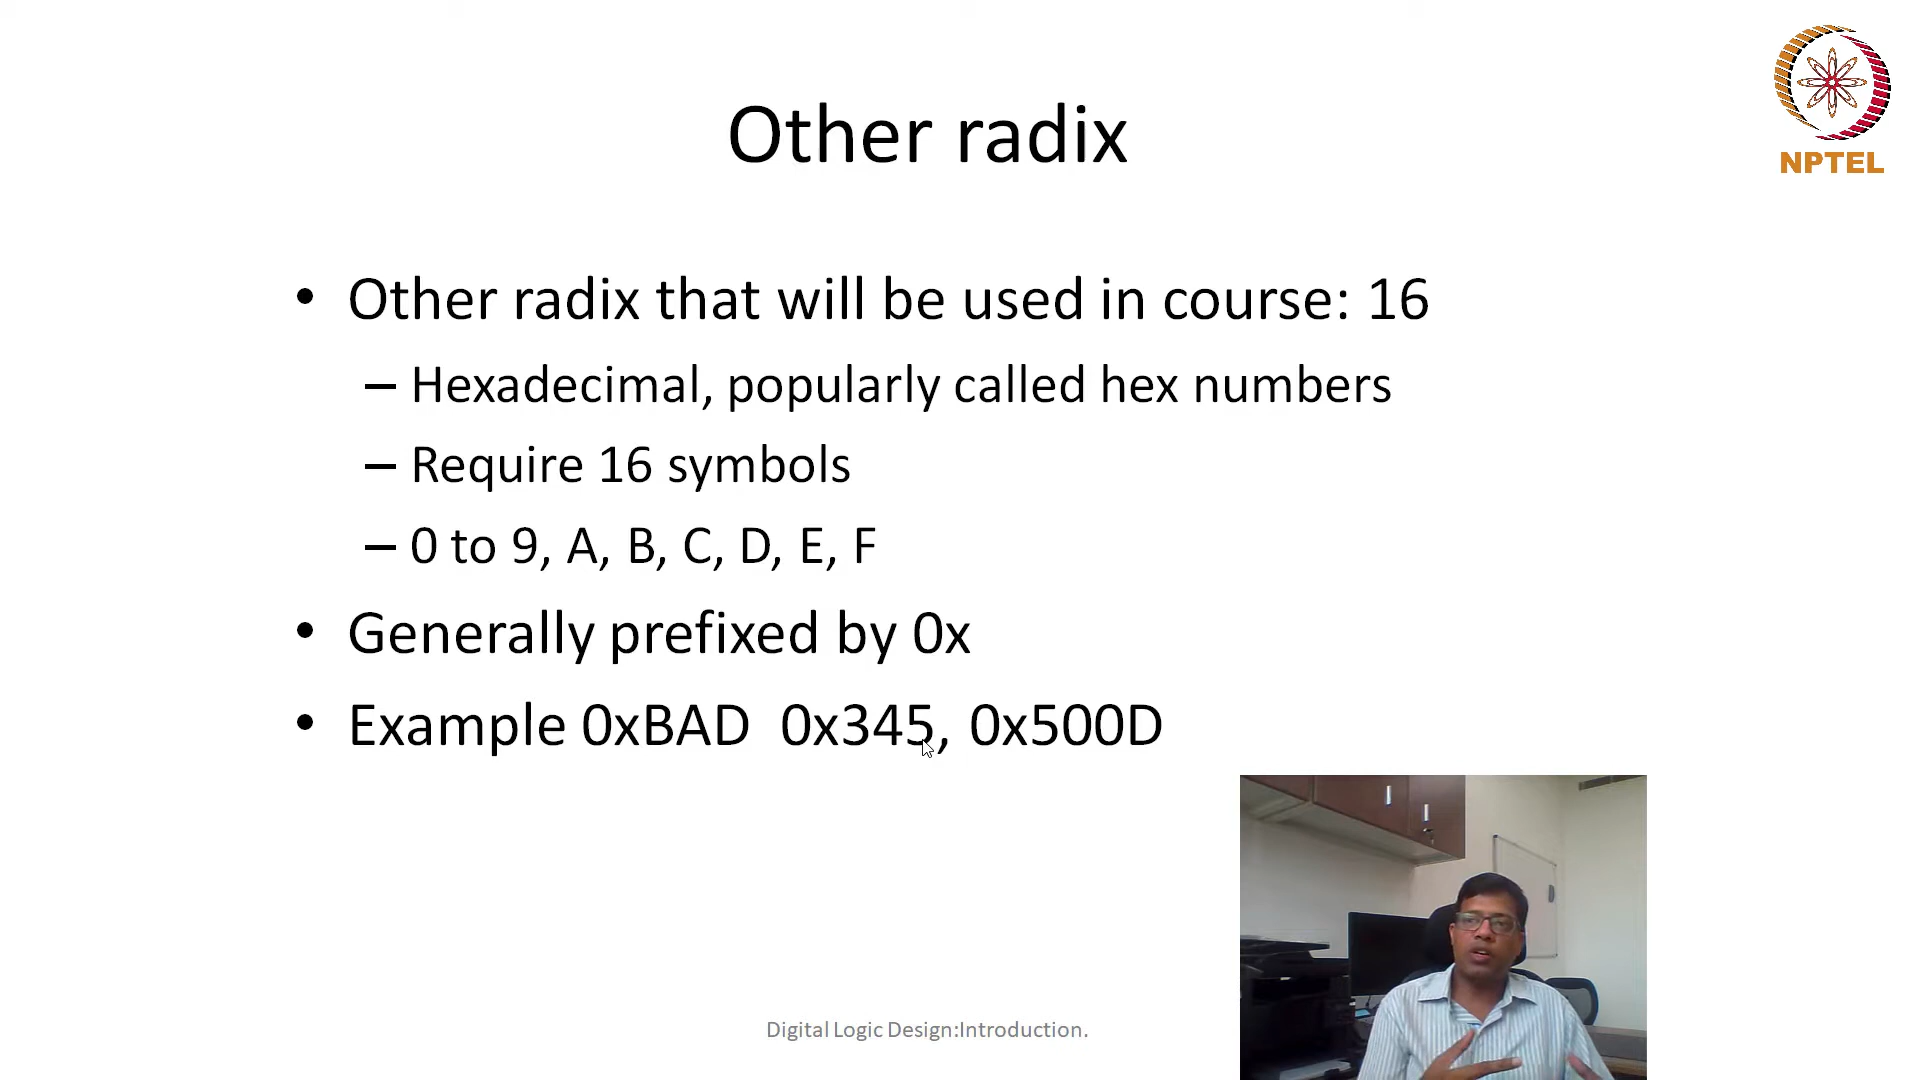 NPTEL
Other radix
• Other radix that will be used in course: 16
– Hexadecimal, popularly called hex numbers
– Require 16 symbols
– 0 to 9, A, B, C, D, E, F
• Generally prefixed by 0x
• Example 0xBAD 0x345, 0x500D
Digital Logic Design:Introduction.